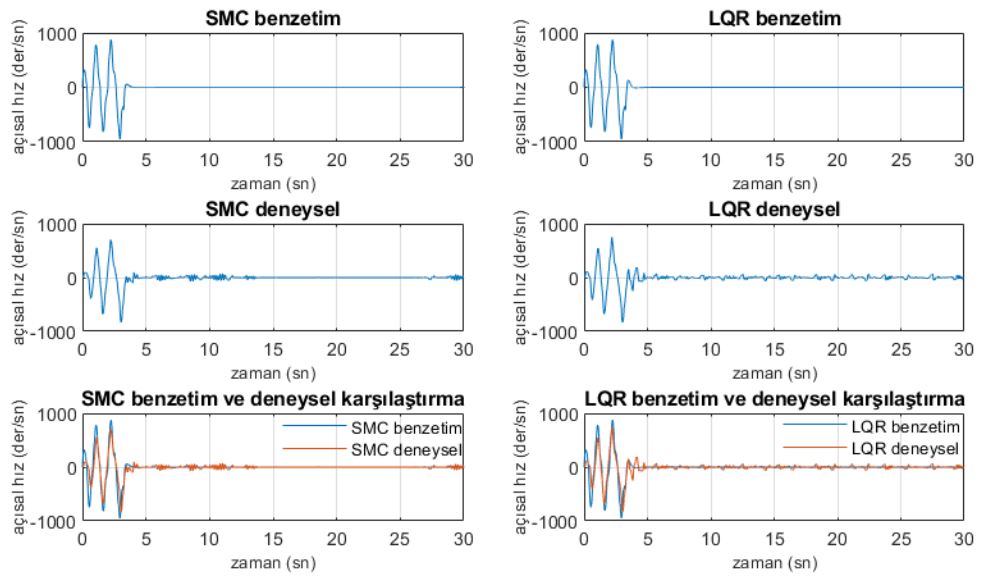 SMC benzetim
açısal hız (der/sn)
1000
0
-1000
0 5 10 15 20 25 30
zaman (sn)
LQR benzetim
açısal hız (der/sn)
1000
0
-1000
0 5 10 15 20 25 30
zaman (sn)
SMC deneysel
açısal hız (der/sn)
1000
0
-1000
0 5 10 15 20 25 30
zaman (sn)
LQR deneysel
açısal hız (der/sn)
1000
0
-1000
0 5 10 15 20 25 30
zaman (sn)
SMC benzetim ve deneysel karşılaştırma
açısal hız (der/sn)
1000
0
-1000
SMC benzetim
SMC deneysel
0 5 10 15 20 25 30
zaman (sn)
LQR benzetim ve deneysel karşılaştırma
açısal hız (der/sn)
1000
0
-1000
LQR benzetim
LQR deneysel
0 5 10 15 20 25 30
zaman (sn)